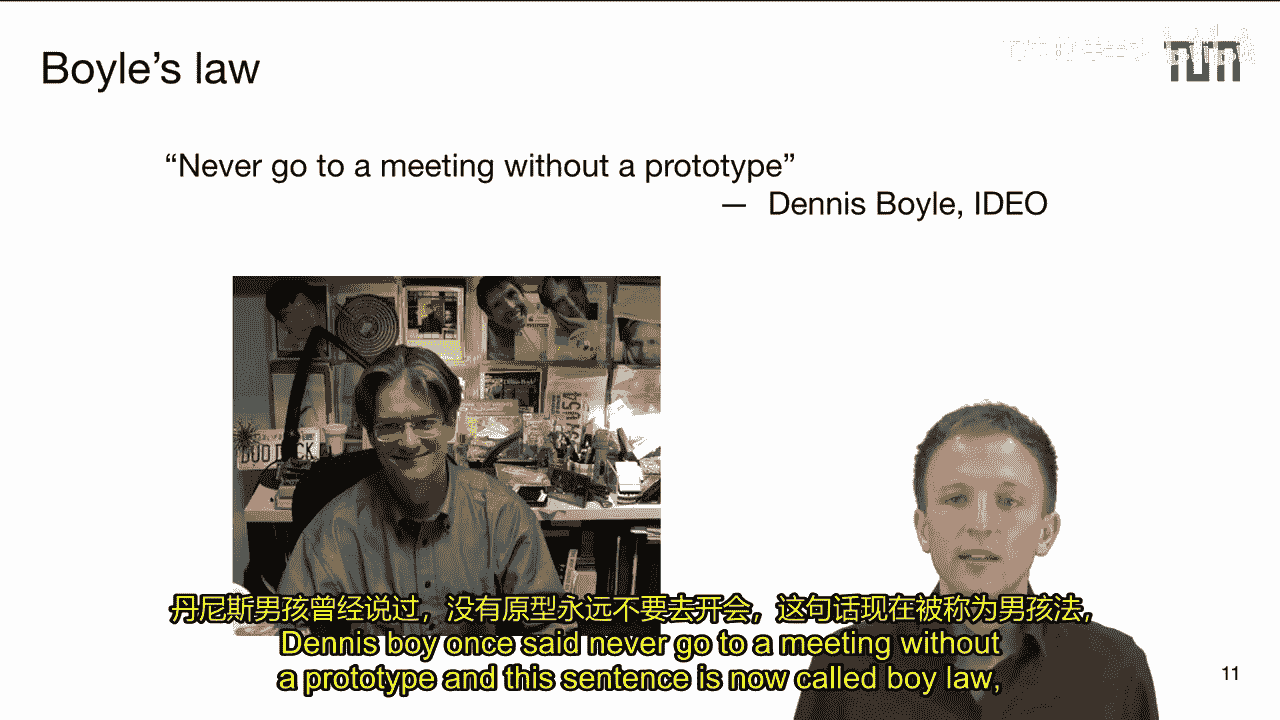 Boyle's law
“Never go to a meeting without a prototype”
— Dennis Boyle, IDEO
丹尼斯男孩曾经说过，没有原型永远不要去开会，这句话现在被称为男孩法，
Dennis boy once said never go to a meeting without
a prototype and this sentence is now called boy law,
11